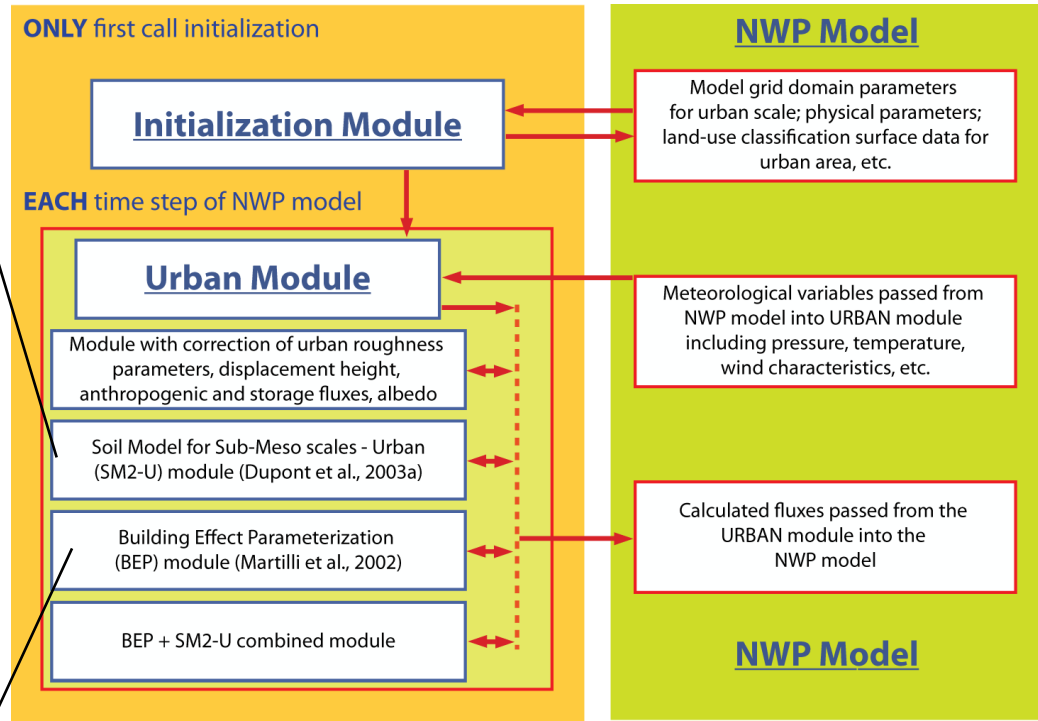 ONLY first call initialization
Initialization Module
EACH time step of NWP model
Urban Module
Module with correction of urban roughness
parameters, displacement height,
anthropogenic and storage fluxes, albedo
Soil Model for Sub-Meso scales - Urban
(SM2-U) module (Dupont et al., 2003a)
Building Effect Parameterization
(BEP) module (Martilli et al., 2002)
BEP + SM2-U combined module
NWP Model
Model grid domain parameters
for urban scale; physical parameters;
land-use classification surface data for
urban area, etc.
Meteorological variables passed from
NWP model into URBAN module
including pressure, temperature,
wind characteristics, etc.
Calculated fluxes passed from the
URBAN module into the
NWP model
NWP Model